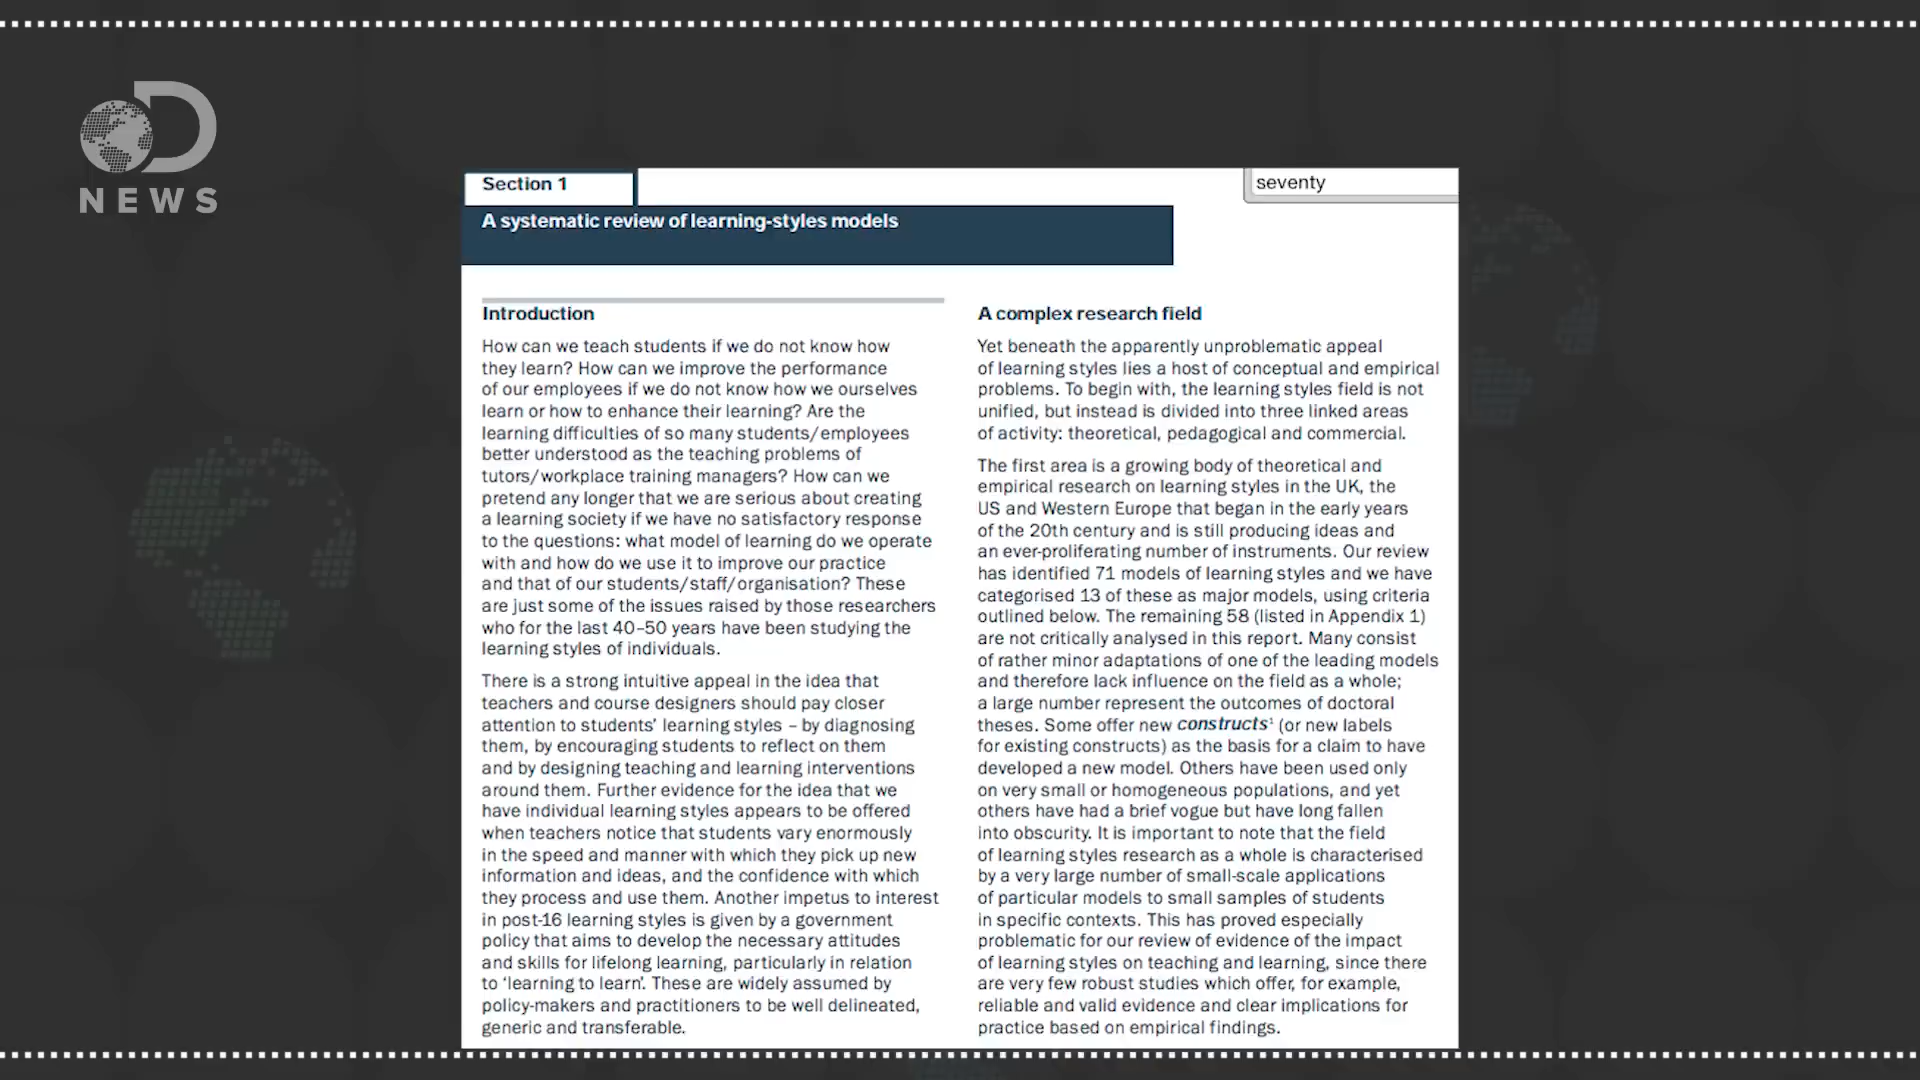 NEWS
Section 1
seventy
A systematic review of learning-styles models
Introduction
How can we teach students if we do not know how
they learn? How can we improve the performance
of our employees if we do not know how we ourselves
learn or how to enhance their learning? Are the
learning difficulties of so many students/employees
better understood as the teaching problems of
tutors/workplace training managers? How can we
pretend any longer that we are serious about creating
a learning society if we have no satisfactory response
to the questions: what model of learning do we operate
with and how do we use it to improve our practice
and that of our students/staff/organisation? These
are just some of the issues raised by those researchers
who for the last 40–50 years have been studying the
learning styles of individuals.
There is a strong intuitive appeal in the idea that
teachers and course designers should pay closer
attention to students' learning styles – by diagnosing
them, by encouraging students to reflect on them
and by designing teaching and learning interventions
around them. Further evidence for the idea that we
have individual learning styles appears to be offered
when teachers notice that students vary enormously
in the speed and manner with which they pick up new
information and ideas, and the confidence with which
they process and use them. Another impetus to interest
in post-16 learning styles is given by a government
policy that aims to develop the necessary attitudes
and skills for lifelong learning, particularly in relation
to 'learning to learn'. These are widely assumed by
policy-makers and practitioners to be well delineated,
generic and transferable.
A complex research field
Yet beneath the apparently unproblematic appeal
of learning styles lies a host of conceptual and empirical
problems. To begin with, the learning styles field is not
unified, but instead is divided into three linked areas
of activity: theoretical, pedagogical and commercial.
The first area is a growing body of theoretical and
empirical research on learning styles in the UK, the
US and Western Europe that began in the early years
of the 20th century and is still producing ideas and
an ever-proliferating number of instruments. Our review
has identified 71 models of learning styles and we have
categorised 13 of these as major models, using criteria
outlined below. The remaining 58 (listed in Appendix 1)
are not critically analysed in this report. Many consist
of rather minor adaptations of one of the leading models
and therefore lack influence on the field as a whole;
a large number represent the outcomes of doctoral
theses. Some offer new constructs¹ (or new labels
for existing constructs) as the basis for a claim to have
developed a new model. Others have been used only
on very small or homogeneous populations, and yet
others have had a brief vogue but have long fallen
into obscurity. It is important to note that the field
of learning styles research as a whole is characterised
by a very large number of small-scale applications
of particular models to small samples of students
in specific contexts. This has proved especially
problematic for our review of evidence of the impact
of learning styles on teaching and learning, since there
are very few robust studies which offer, for example,
reliable and valid evidence and clear implications for
practice based on empirical findings.